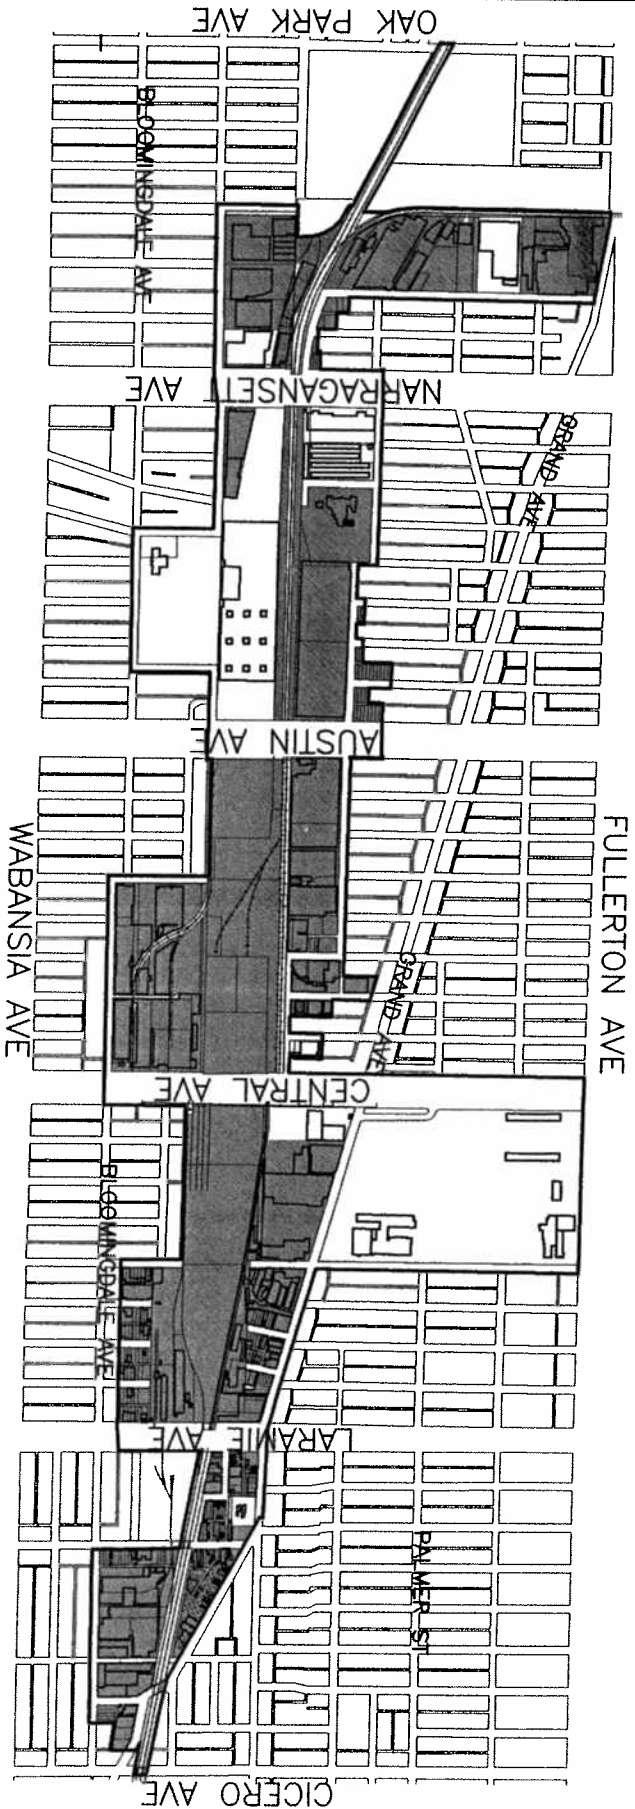 OAK PARK AVE
BLOOMINGDALE AV
NARRAGANSETT AVE
GRAND AVE
AUSTIN AVE
FULLERTON AVE
WABANSIA AVE
GRAND AVE
CENTRAL AVE
BLOOMINGDALE AVE
LARAMIE AVE
PALMER ST
CICERO AVE